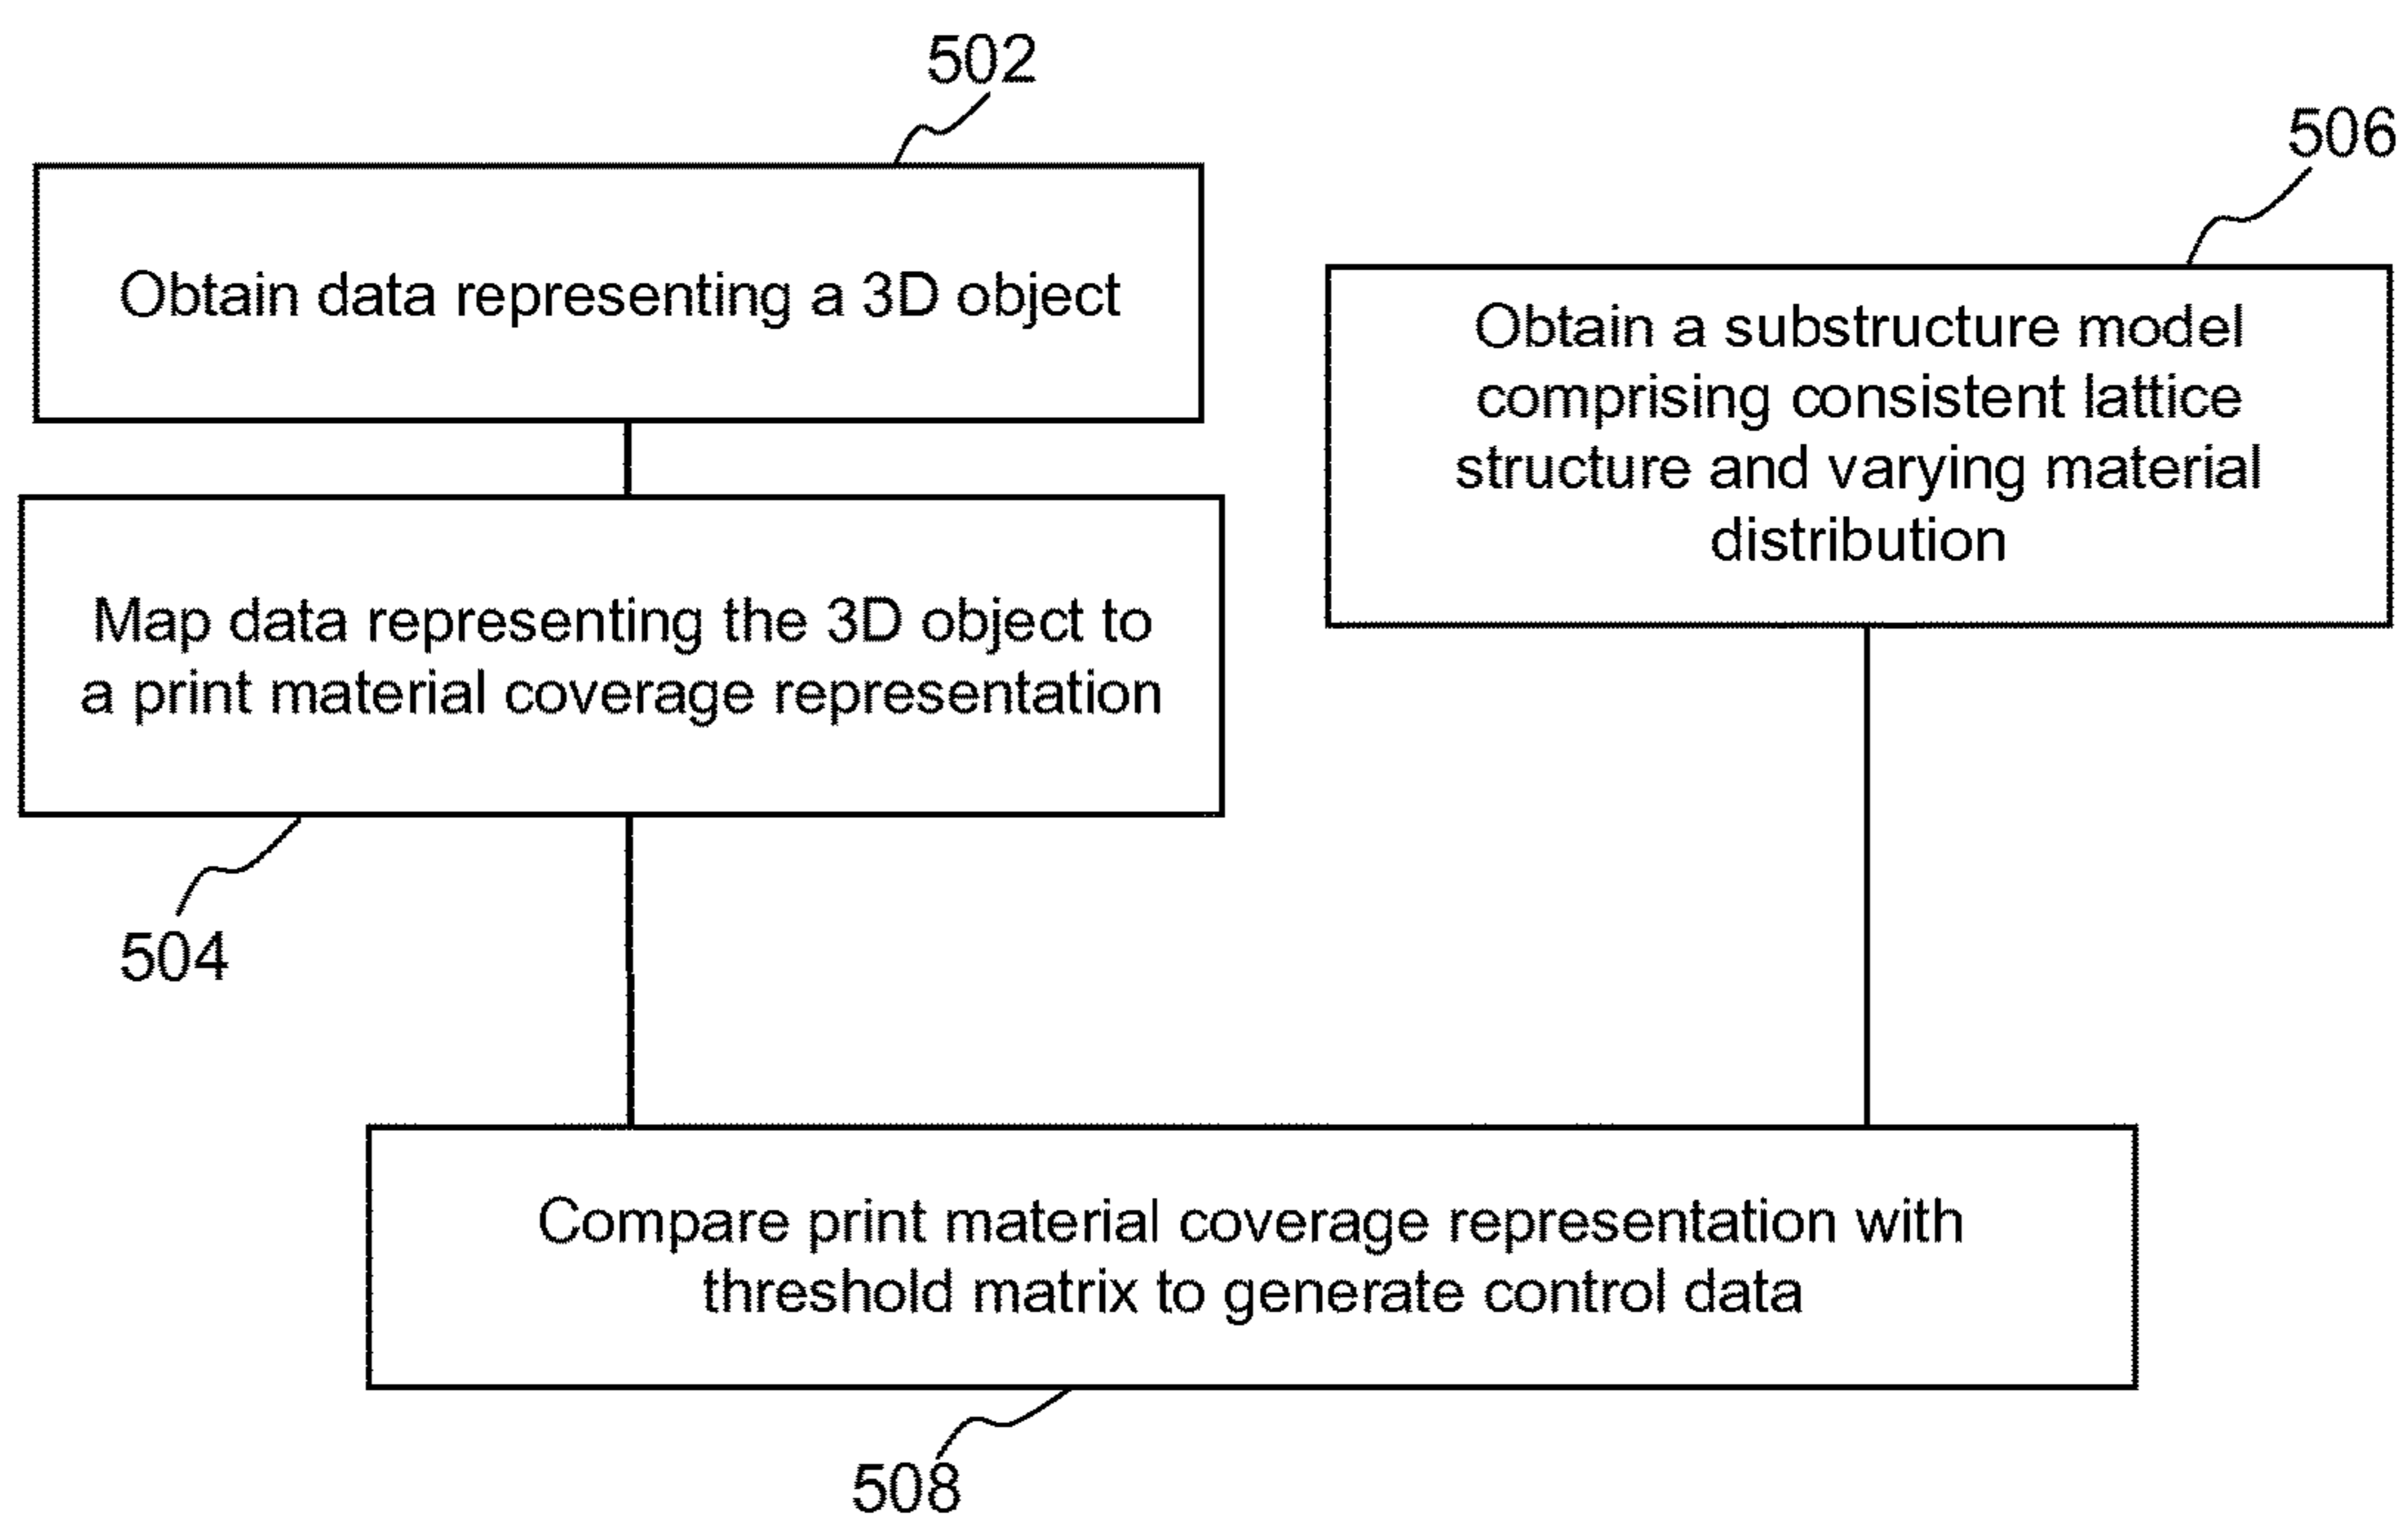 502
Obtain data representing a 3D object
506
Obtain a substructure model
comprising consistent lattice
structure and varying material
distribution
Map data representing the 3D object to
a print material coverage representation
504
Compare print material coverage representation with
threshold matrix to generate control data
508